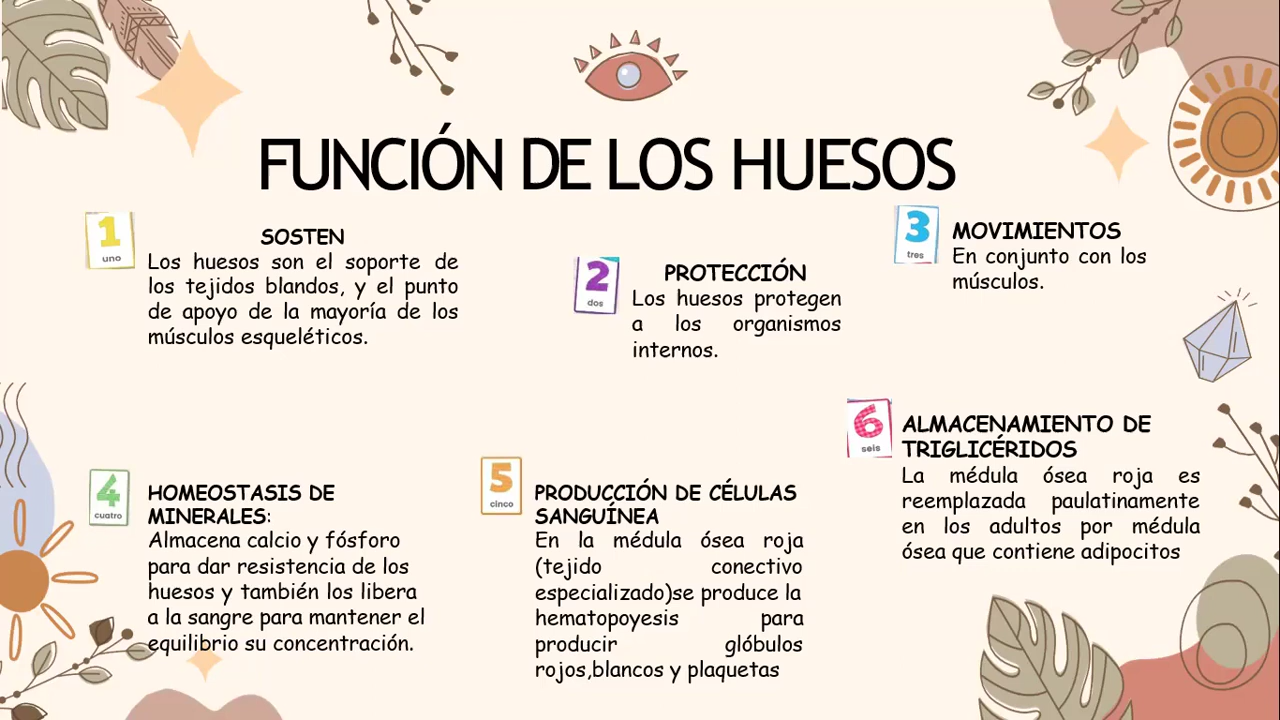 FUNCIÓN DE LOS HUESOS
1
uno
SOSTEN
Los huesos son el soporte de
los tejidos blandos, y el punto
de apoyo de la mayoría de los
músculos esqueléticos.
2
dos
PROTECCIÓN
Los huesos protegen
a los organismos
internos.
3
tres
MOVIMIENTOS
En conjunto con los
músculos.
4
cuatro
HOMEOSTASIS DE
MINERALES:
Almacena calcio y fósforo
para dar resistencia de los
huesos y también los libera
a la sangre para mantener el
equilibrio su concentración.
5
cinco
PRODUCCIÓN DE CÉLULAS
SANGUÍNEA
En la médula ósea roja
(tejido conectivo
especializado)se produce la
hematopoyesis para
producir glóbulos
rojos,blancos y plaquetas
6
seis
ALMACENAMIENTO DE
TRIGLICÉRIDOS
La médula ósea roja es
reemplazada paulatinamente
en los adultos por médula
ósea que contiene adipocitos